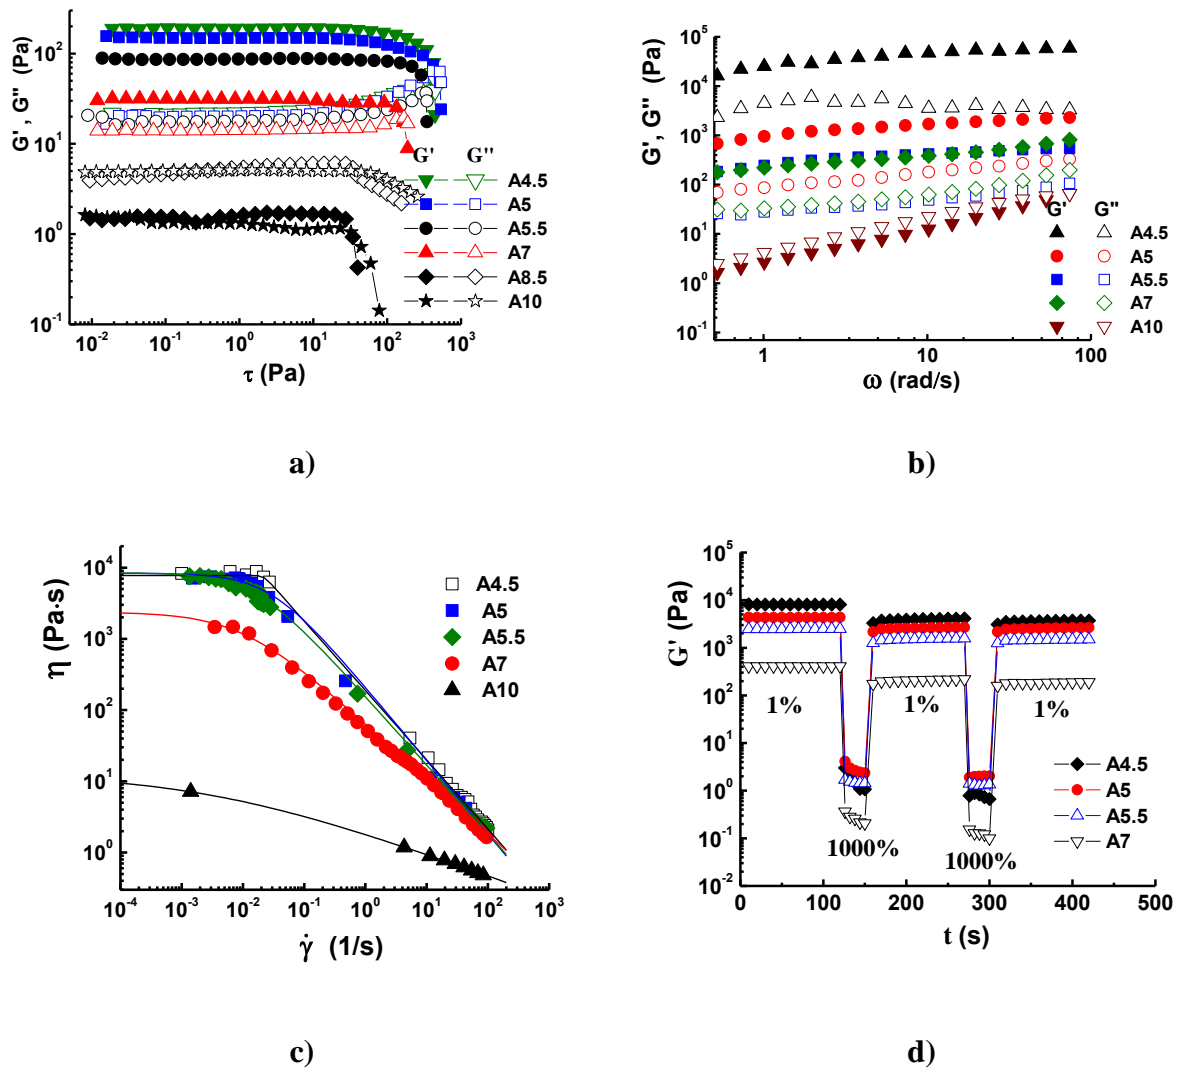 10²
10¹
10⁰
10⁻¹
G', G'' (Pa)
G' G''
A4.5
A5
A5.5
A7
A8.5
A10
10⁻² 10⁻¹ 10⁰ 10¹ 10² 10³
τ (Pa)
a)
10⁵
10⁴
10³
10²
10¹
10⁰
10⁻¹
G', G'' (Pa)
G' G''
A4.5
A5
A5.5
A7
A10
1 10 100
ω (rad/s)
b)
10⁴
10³
10²
10¹
10⁰
η (Pa·s)
A4.5
A5
A5.5
A7
A10
10⁻⁴ 10⁻³ 10⁻² 10⁻¹ 10⁰ 10¹ 10² 10³
γ̇ (1/s)
c)
10⁵
10⁴
10³
10²
10¹
10⁰
10⁻¹
10⁻²
G' (Pa)
1% 1% 1%
1000% 1000%
A4.5
A5
A5.5
A7
0 100 200 300 400 500
t (s)
d)